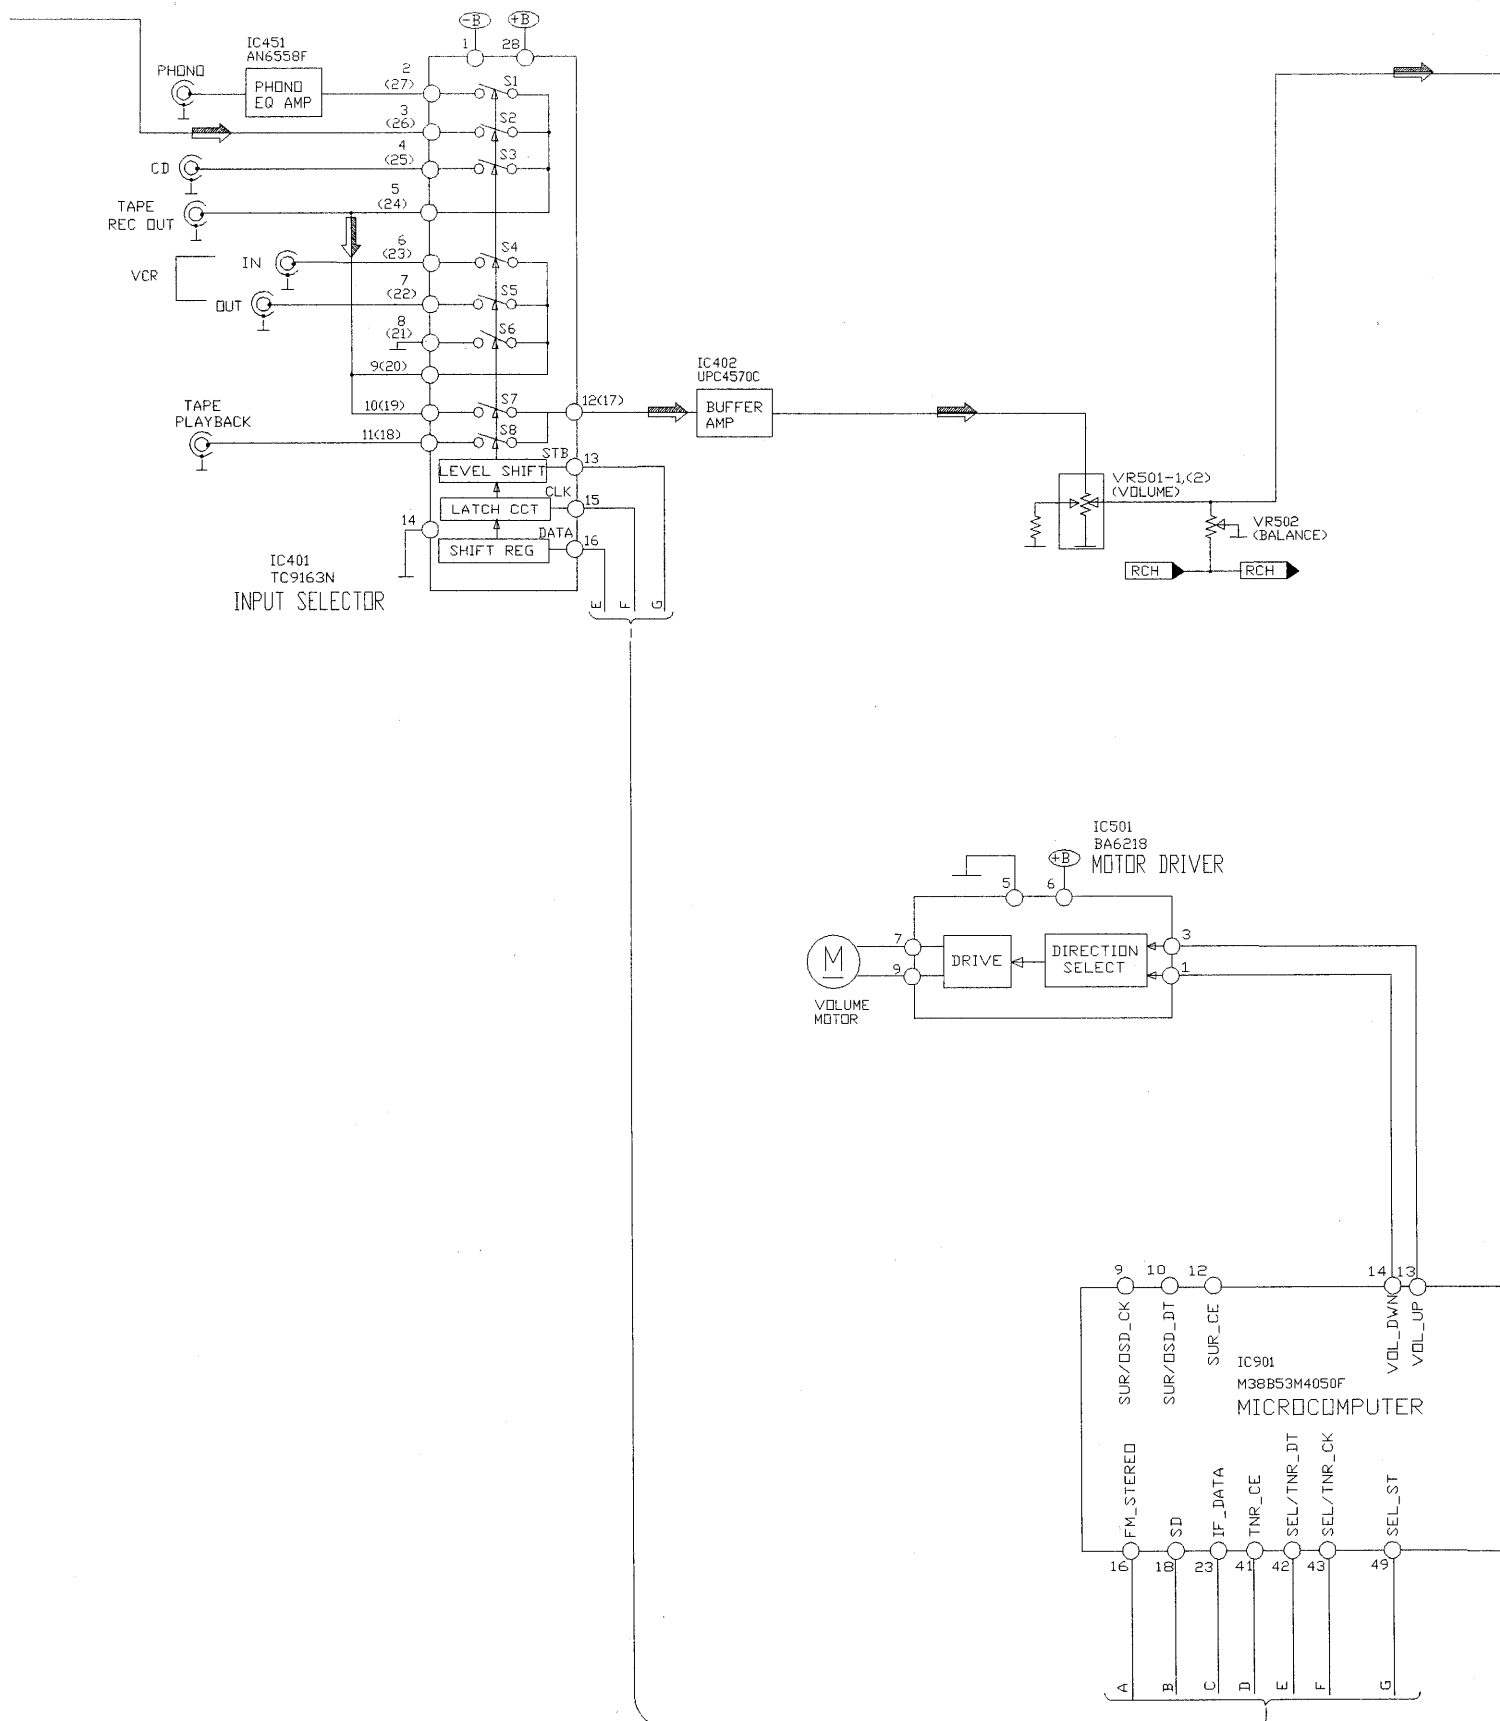 -B
+B
1
28
IC451
AN6558F
PHONO
PHONO
EQ AMP
2
(27)
S1
3
(26)
S2
4
(25)
S3
CD
5
(24)
TAPE
REC OUT
6
(23)
S4
VCR
IN
7
(22)
S5
OUT
8
(21)
S6
9(20)
10(19)
S7
12(17)
TAPE
PLAYBACK
11(18)
S8
STB
13
LEVEL SHIFT
CLK
15
LATCH CCT
14
DATA
16
SHIFT REG
IC401
TC9163N
INPUT SELECTOR
E
F
G
IC402
UPC4570C
BUFFER
AMP
VR501-1,(2)
(VOLUME)
VR502
(BALANCE)
RCH
RCH
IC501
BA6218
MOTOR DRIVER
+B
5
6
7
9
3
1
M
DRIVE
DIRECTION
SELECT
VOLUME
MOTOR
9
10
12
14
13
SUR/OSD_CK
SUR/OSD_DT
SUR_CE
VOL_DWN
VOL_UP
IC901
M38B53M4050F
MICROCOMPUTER
FM_STEREO
SD
IF_DATA
TNR_CE
SEL/TNR_DT
SEL/TNR_CK
SEL_ST
16
18
23
41
42
43
49
A
B
C
D
E
F
G